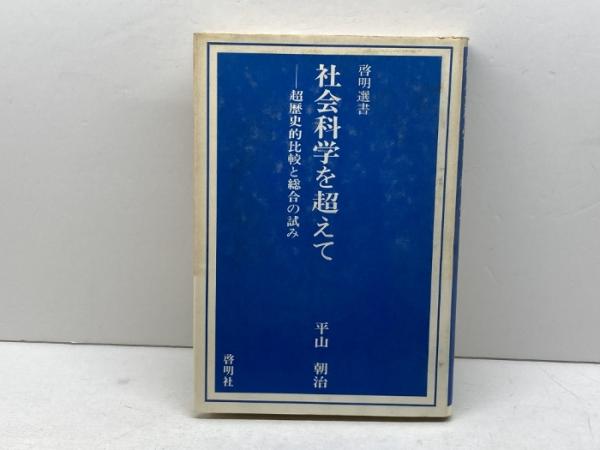 啓明選書
社会科学を超えて
―超歴史的比較と総合の試み
平山 朝治
啓明社